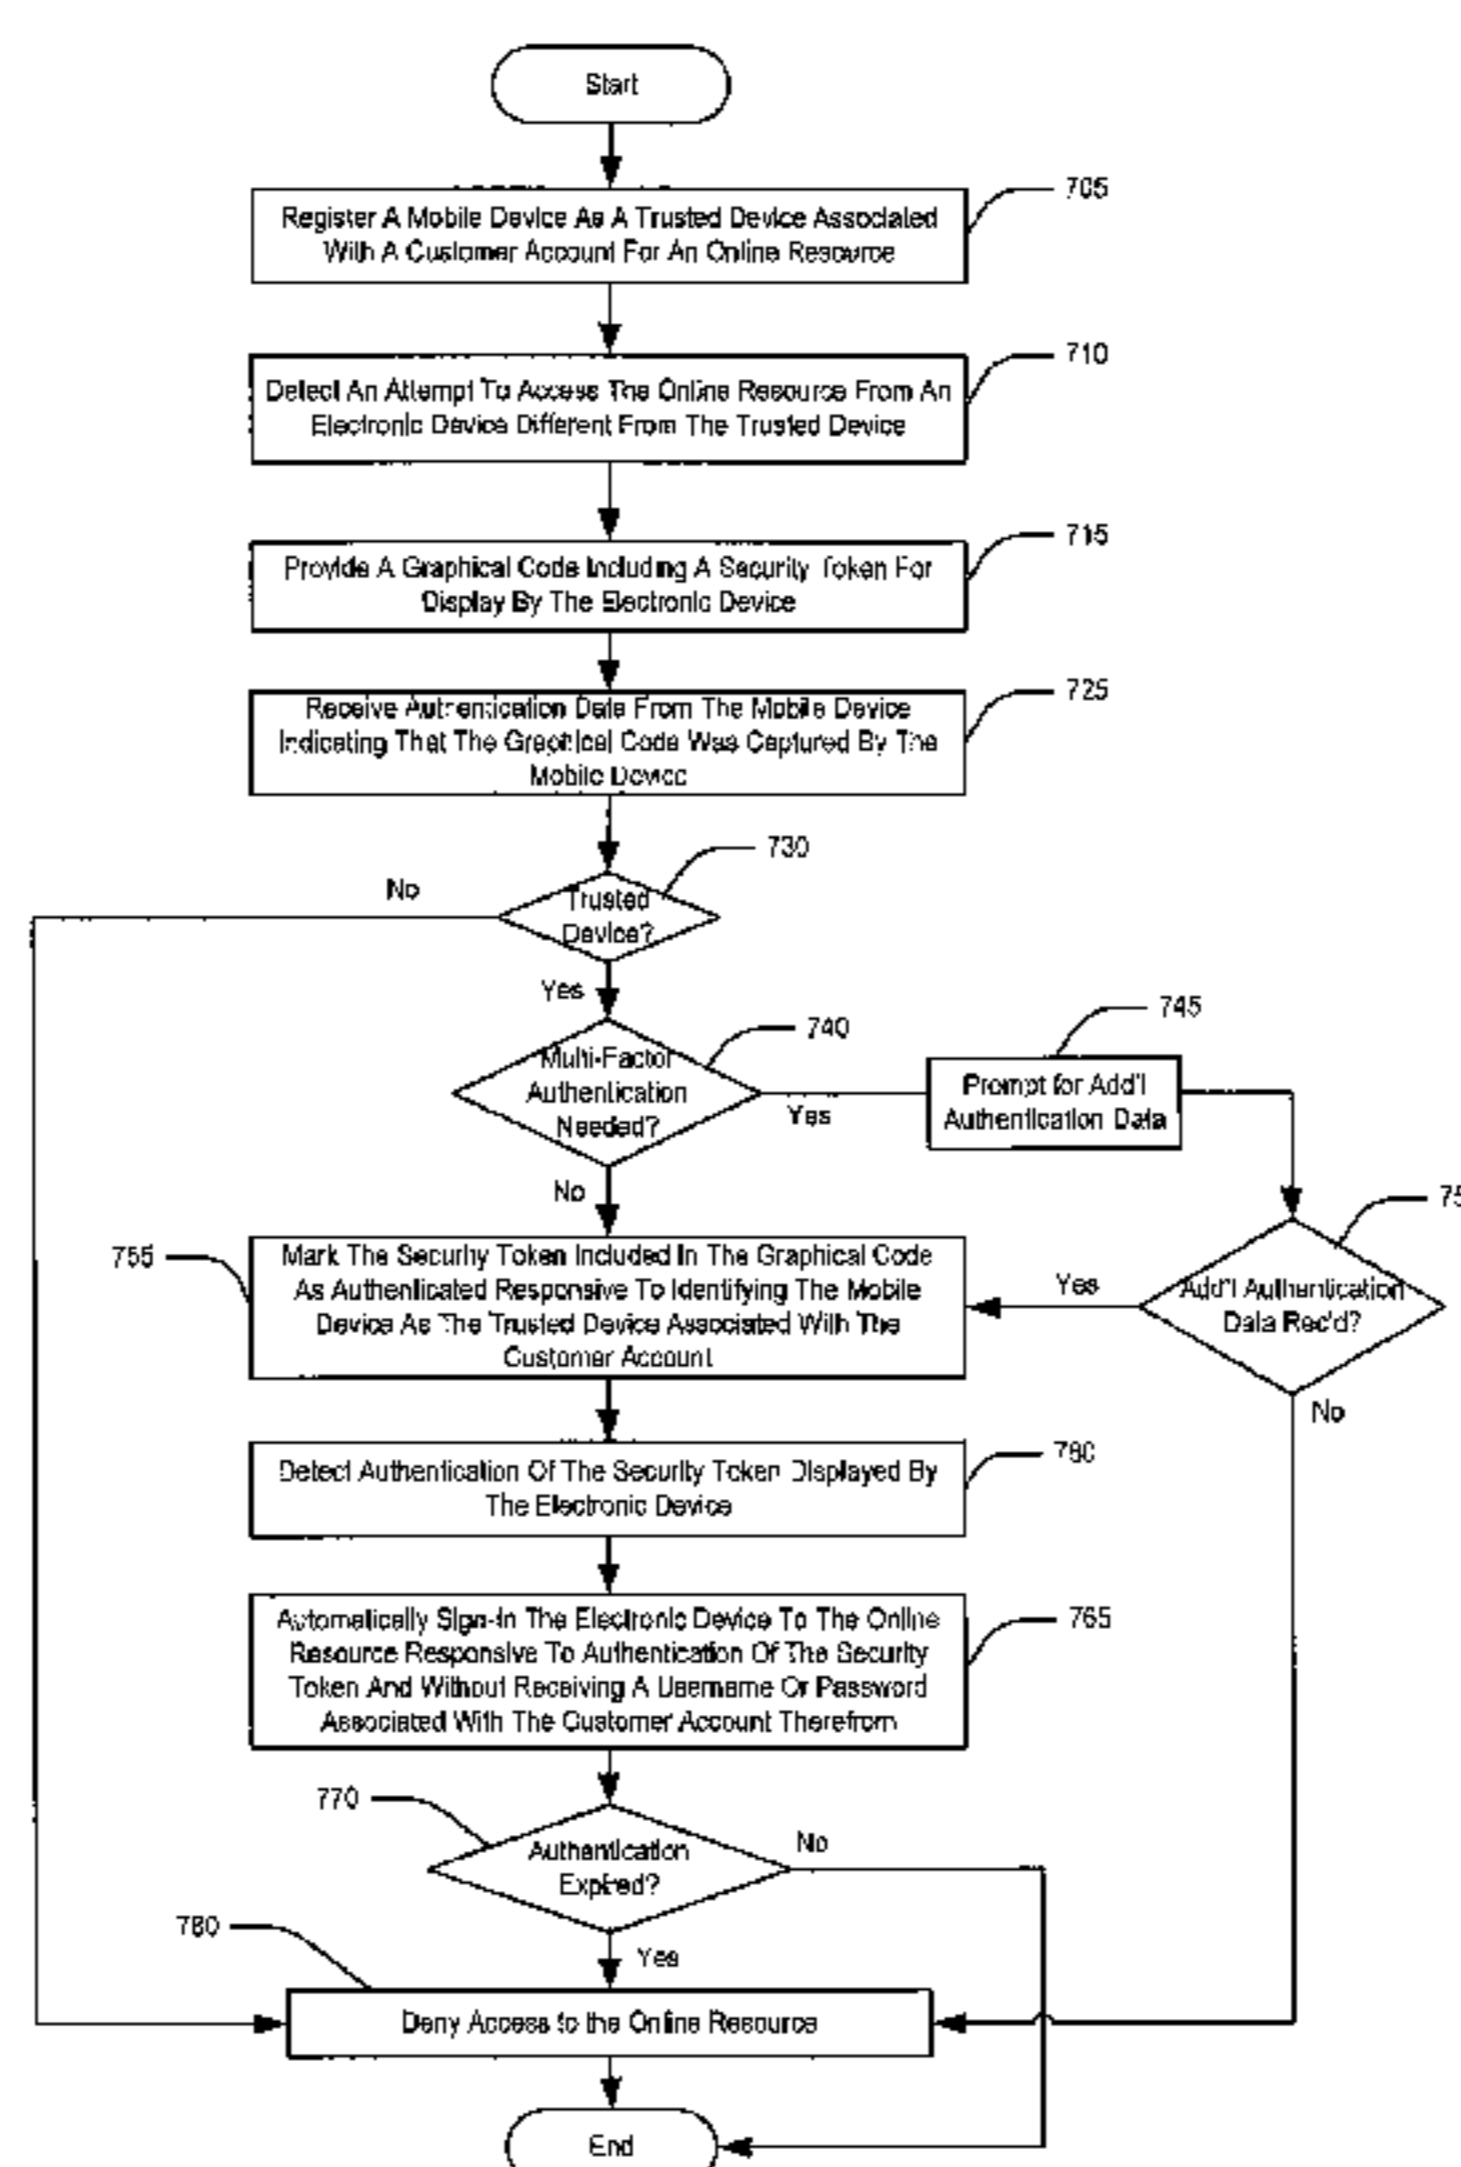 Start
705
Register A Mobile Device As A Trusted Device Associated
With A Customer Account For An Online Resource
710
Detect An Attempt To Access The Online Resource From An
Electronic Device Different From The Trusted Device
715
Provide A Graphical Code Including A Security Token For
Display By The Electronic Device
725
Receive Authentication Data From The Mobile Device
Indicating That The Graphical Code Was Captured By The
Mobile Device
730
No
Trusted
Device?
Yes
740
745
Multi-Factor
Authentication
Needed?
Yes
Prompt for Add'l
Authentication Data
No
75
755
Mark The Security Token Included In The Graphical Code
As Authenticated Responsive To Identifying The Mobile
Device As The Trusted Device Associated With The
Customer Account
Yes
Add'l Authentication
Data Rec'd?
No
760
Detect Authentication Of The Security Token Displayed By
The Electronic Device
765
Automatically Sign-In The Electronic Device To The Online
Resource Responsive To Authentication Of The Security
Token And Without Receiving A Username Or Password
Associated With The Customer Account Therefrom
770
Authentication
Expired?
No
780
Yes
Deny Access to the Online Resource
End